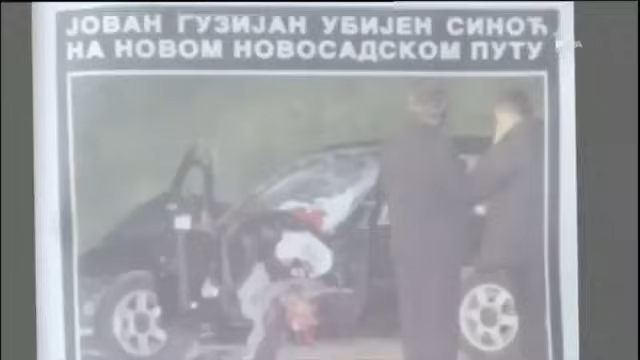 ЈОВАН ГУЗИЈАН УБИЈЕН СИНОЋ
НА НОВОМ НОВОСАДСКОМ ПУТУ